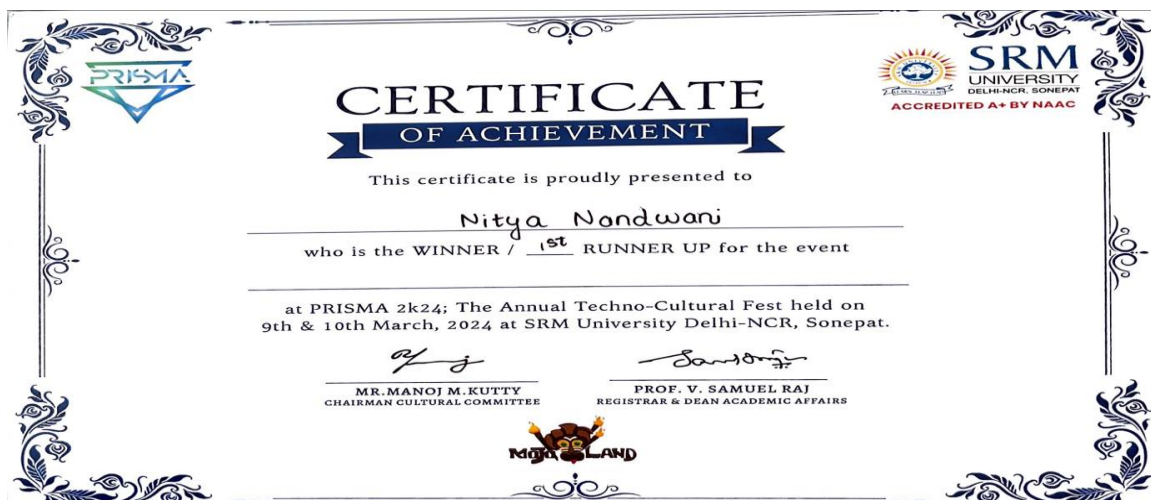 PRISMA
SRM
UNIVERSITY
DELHI-NCR, SONEPAT
ACCREDITED A+ BY NAAC
CERTIFICATE
OF ACHIEVEMENT
This certificate is proudly presented to
Nitya Nandwani
who is the WINNER / 1st RUNNER UP for the event
at PRISMA 2k24; The Annual Techno-Cultural Fest held on
9th & 10th March, 2024 at SRM University Delhi-NCR, Sonepat.
MR.MANOJ M.KUTTY
CHAIRMAN CULTURAL COMMITTEE
PROF. V. SAMUEL RAJ
REGISTRAR & DEAN ACADEMIC AFFAIRS
MOJO LAND